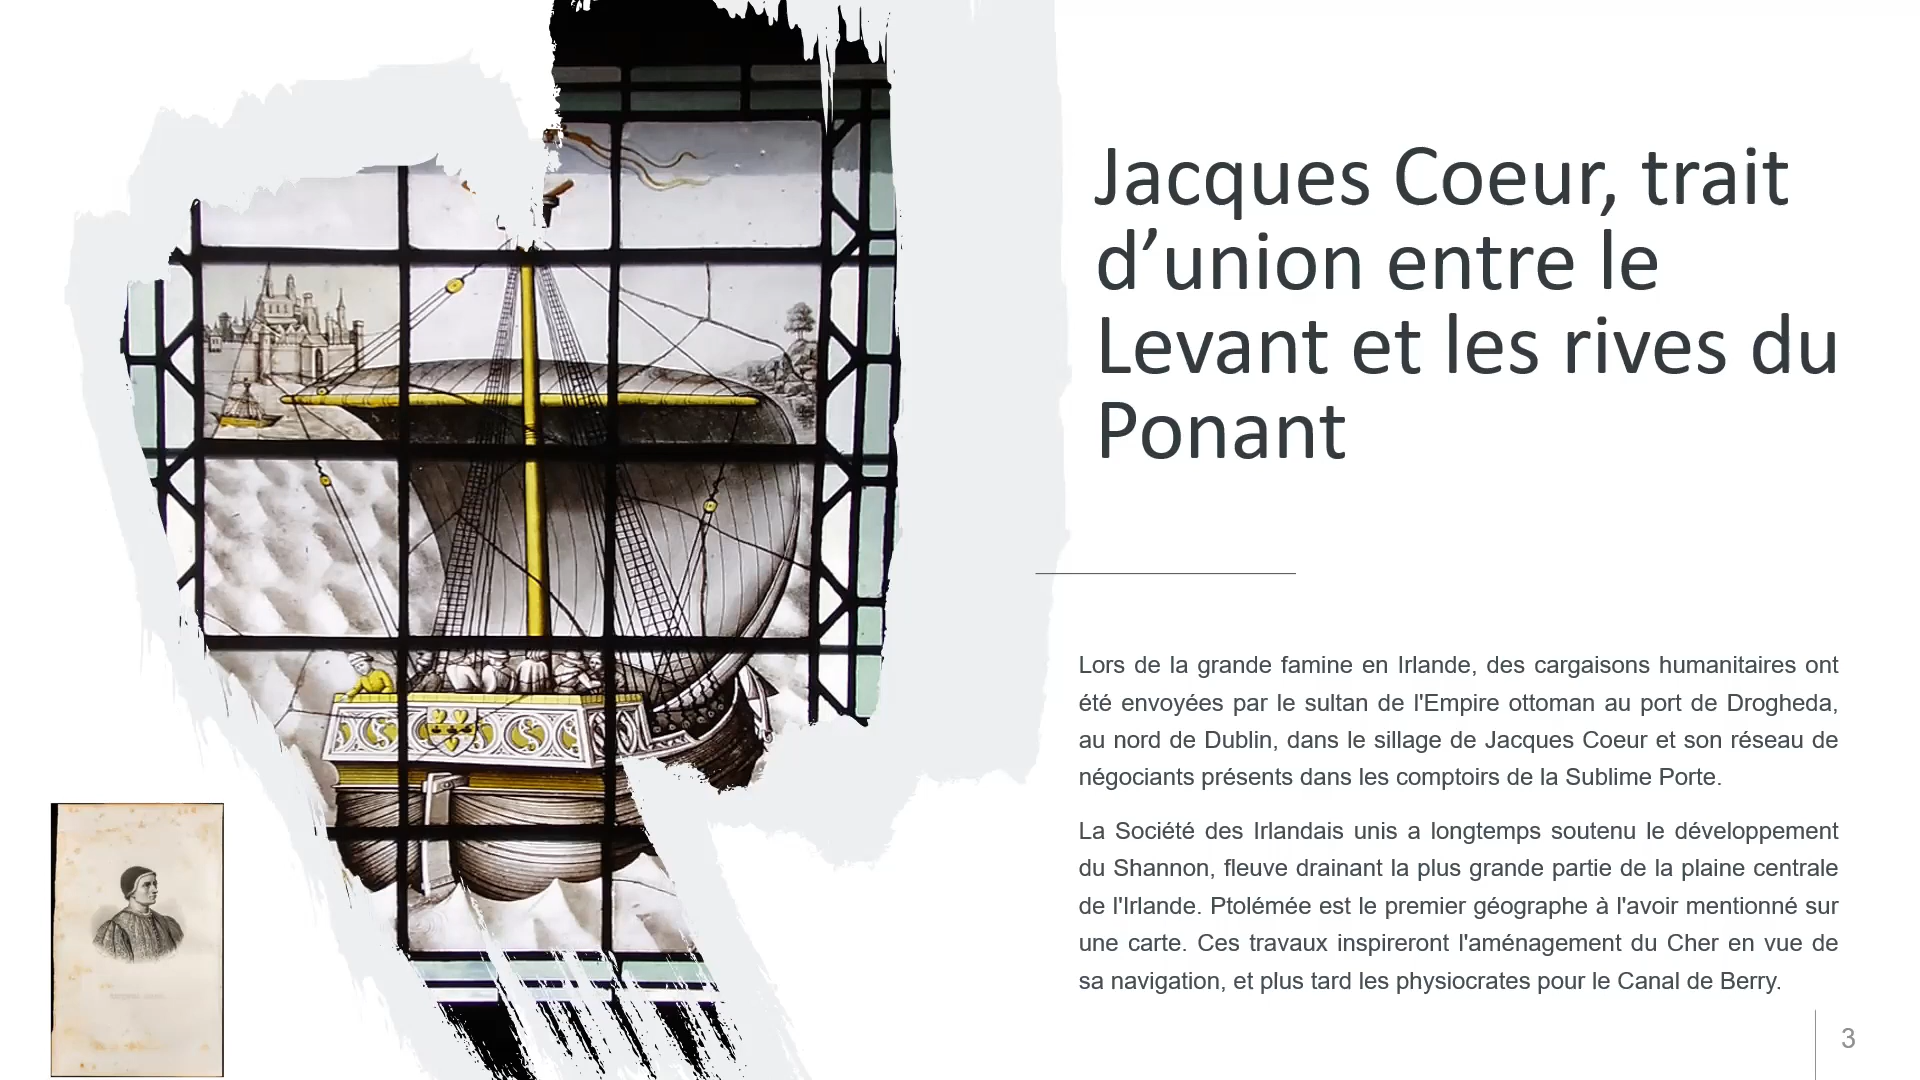 Jacques Coeur, trait
d’union entre le
Levant et les rives du
Ponant
Lors de la grande famine en Irlande, des cargaisons humanitaires ont
été envoyées par le sultan de l'Empire ottoman au port de Drogheda,
au nord de Dublin, dans le sillage de Jacques Coeur et son réseau de
négociants présents dans les comptoirs de la Sublime Porte.
La Société des Irlandais unis a longtemps soutenu le développement
du Shannon, fleuve drainant la plus grande partie de la plaine centrale
de l'Irlande. Ptolémée est le premier géographe à l'avoir mentionné sur
une carte. Ces travaux inspireront l'aménagement du Cher en vue de
sa navigation, et plus tard les physiocrates pour le Canal de Berry.
3